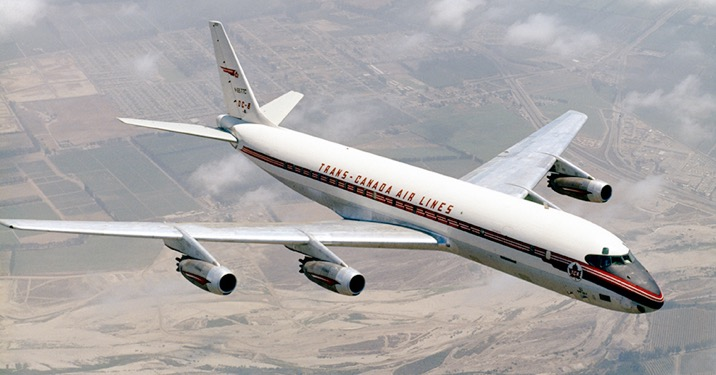 TRANS-CANADA AIR LINES
DC-8